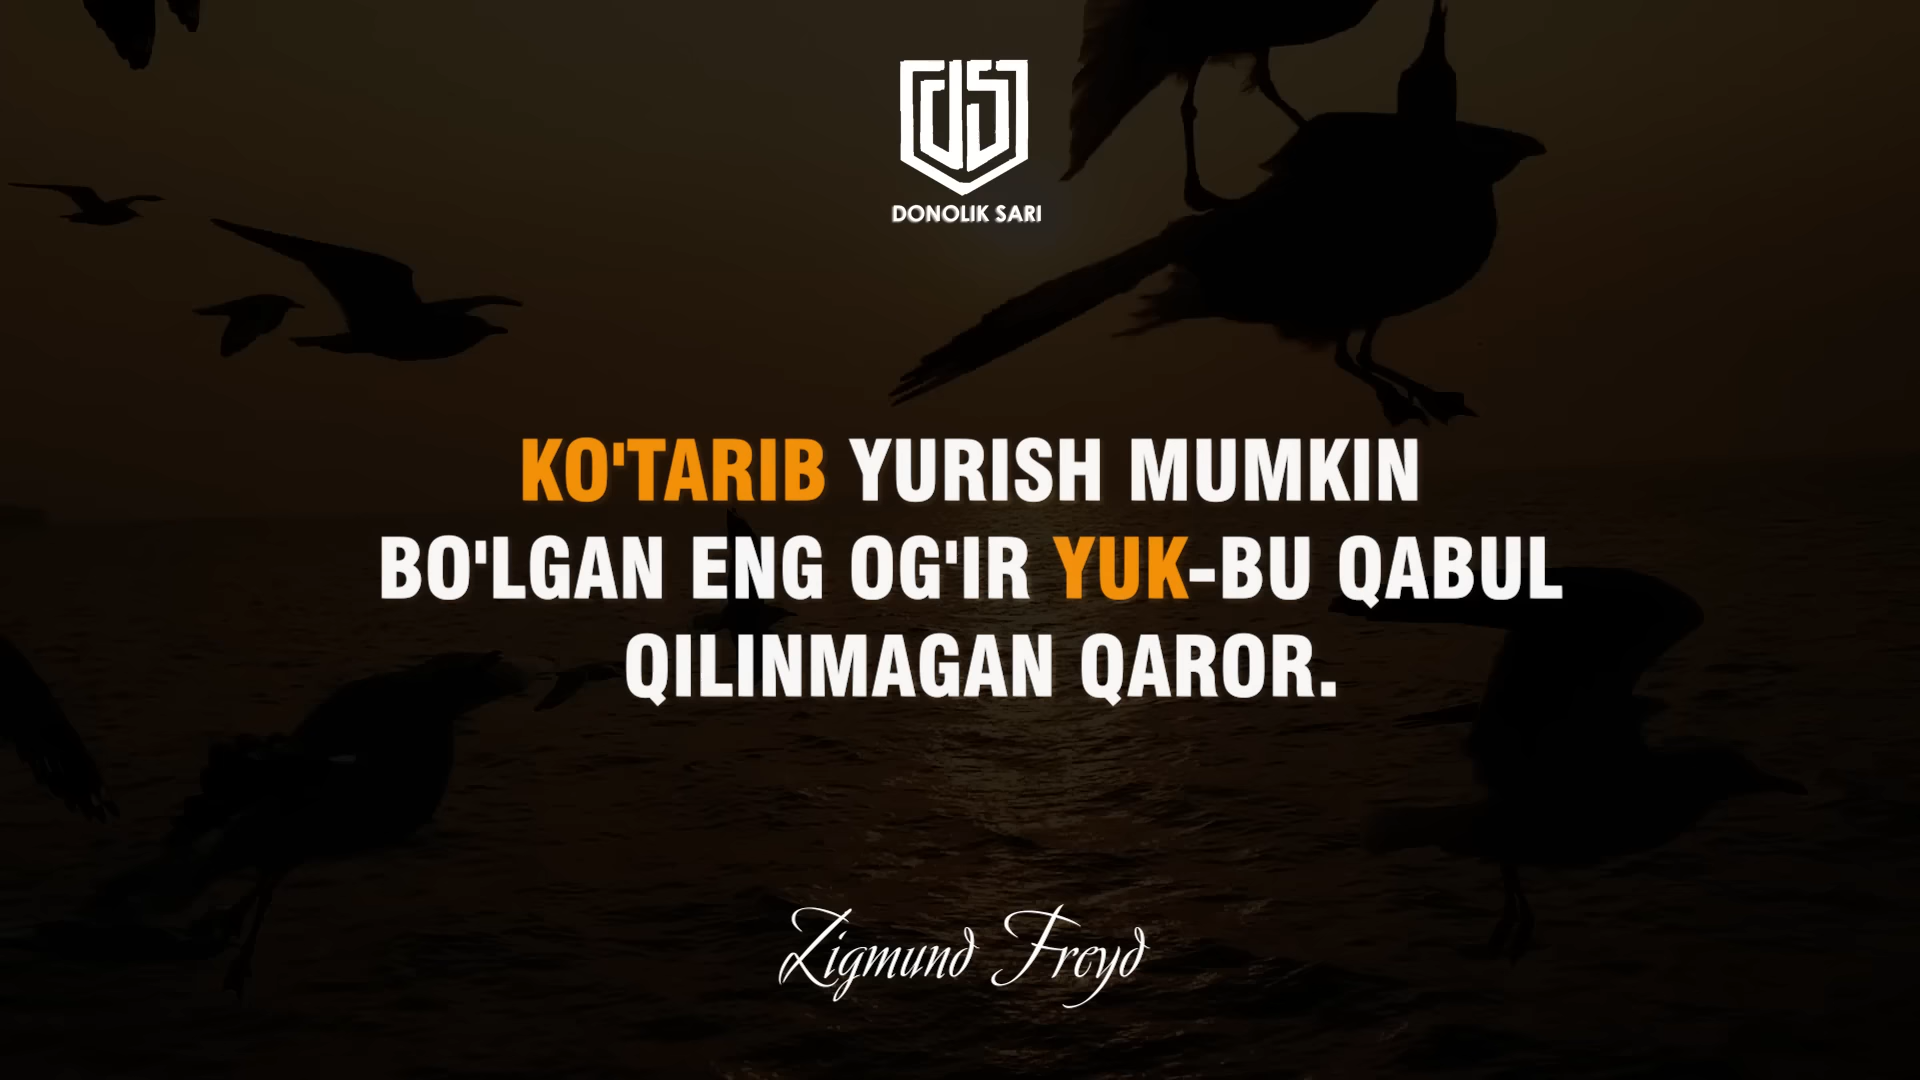 DONOLIK SARI
KO'TARIB YURISH MUMKIN
BO'LGAN ENG OG'IR YUK-BU QABUL
QILINMAGAN QAROR.
Zigmund Freyd